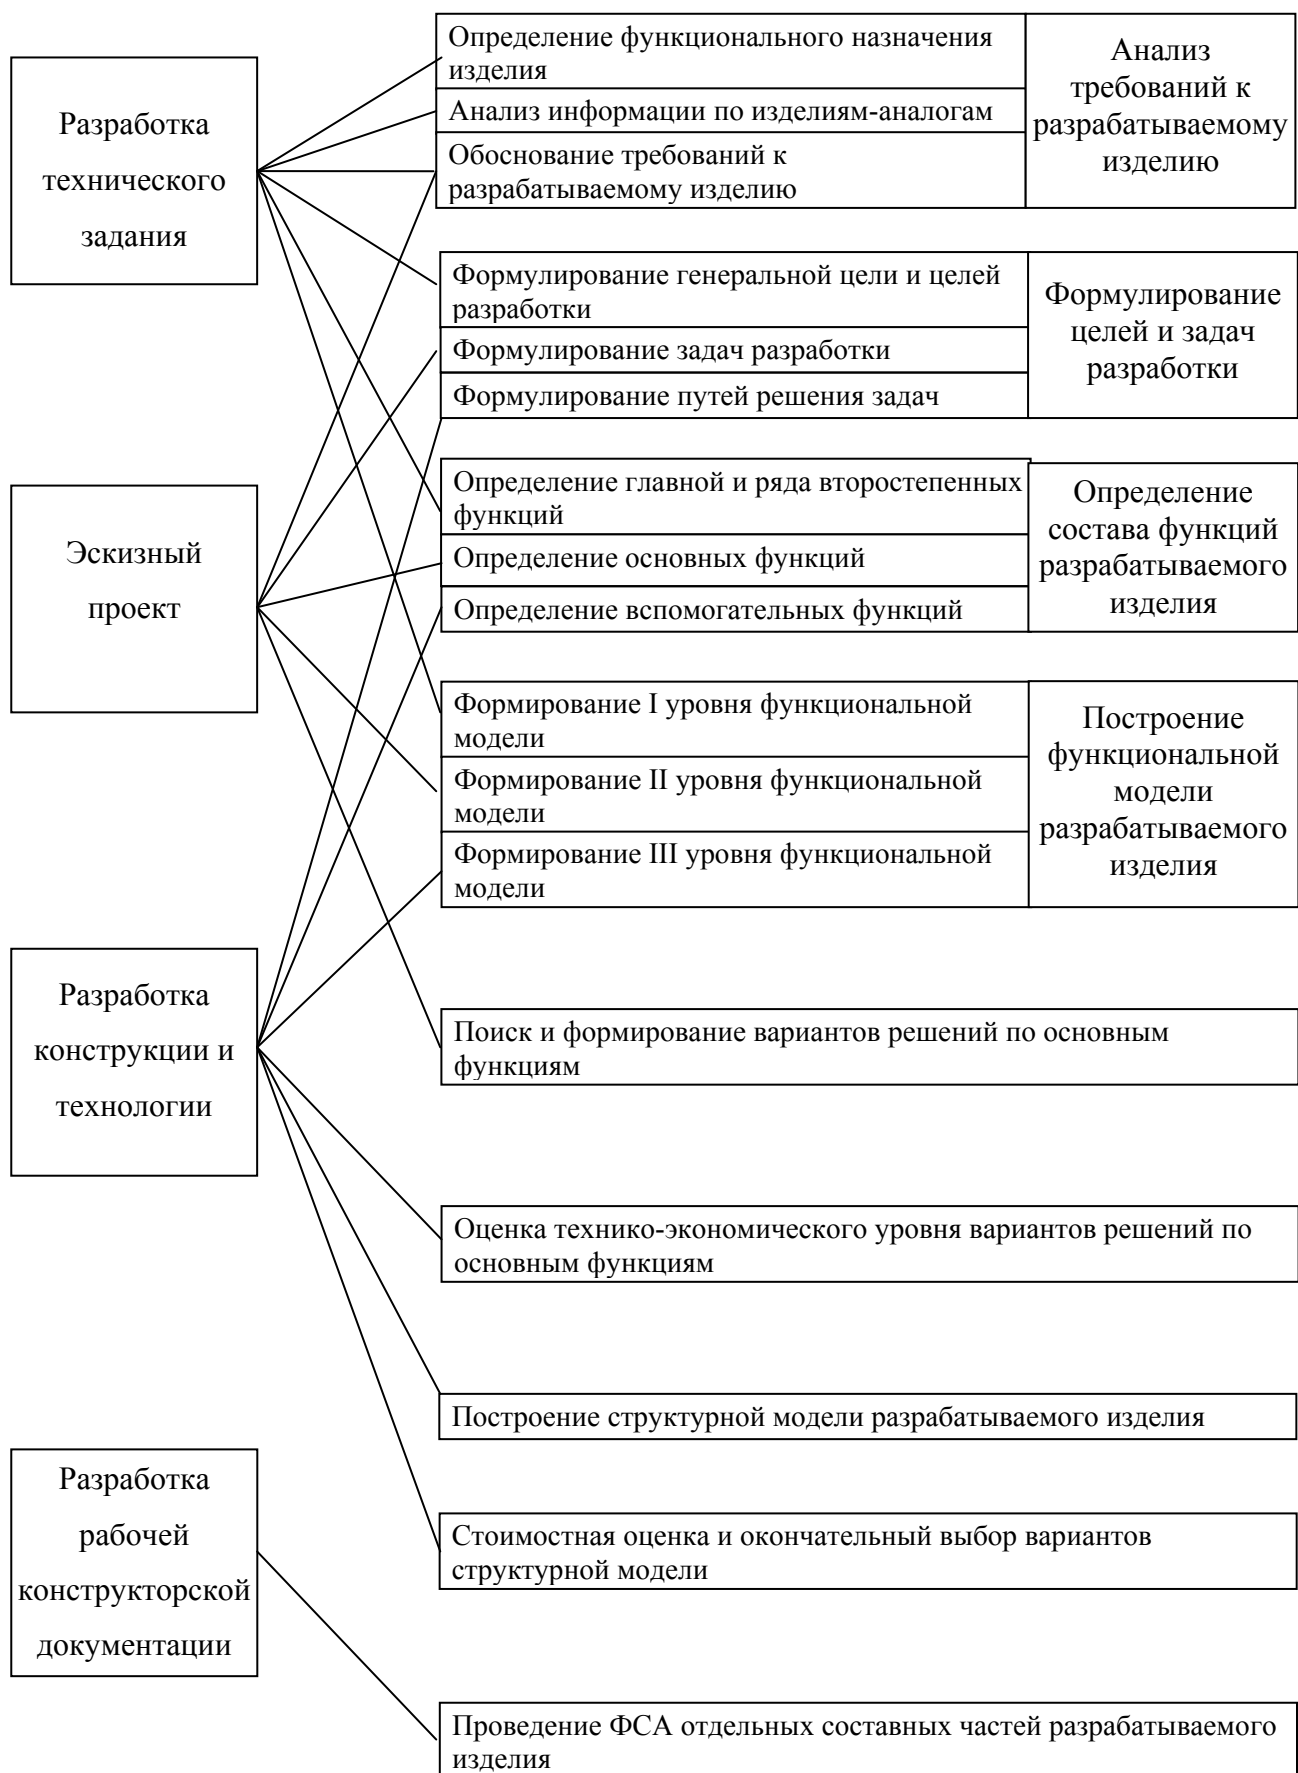 Разработка
технического
задания
Эскизный
проект
Разработка
конструкции и
технологии
Разработка
рабочей
конструкторской
документации
Определение функционального назначения
изделия
Анализ информации по изделиям-аналогам
Обоснование требований к
разрабатываемому изделию
Анализ
требований к
разрабатываемому
изделию
Формулирование генеральной цели и целей
разработки
Формулирование задач разработки
Формулирование путей решения задач
Формулирование
целей и задач
разработки
Определение главной и ряда второстепенных
функций
Определение основных функций
Определение вспомогательных функций
Определение
состава функций
разрабатываемого
изделия
Формирование I уровня функциональной
модели
Формирование II уровня функциональной
модели
Формирование III уровня функциональной
модели
Построение
функциональной
модели
разрабатываемого
изделия
Поиск и формирование вариантов решений по основным
функциям
Оценка технико-экономического уровня вариантов решений по
основным функциям
Построение структурной модели разрабатываемого изделия
Стоимостная оценка и окончательный выбор вариантов
структурной модели
Проведение ФСА отдельных составных частей разрабатываемого
изделия